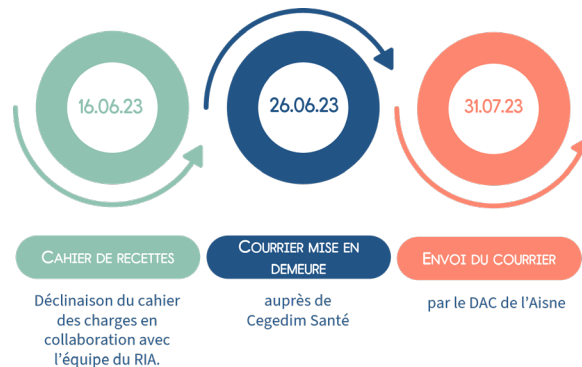 16.06.23
26.06.23
31.07.23
CAHIER DE RECETTES
COURRIER MISE EN
DEMEURE
ENVOI DU COURRIER
Déclinaison du cahier
des charges en
collaboration avec
l'équipe du RIA.
auprès de
Cegedim Santé
par le DAC de l'Aisne